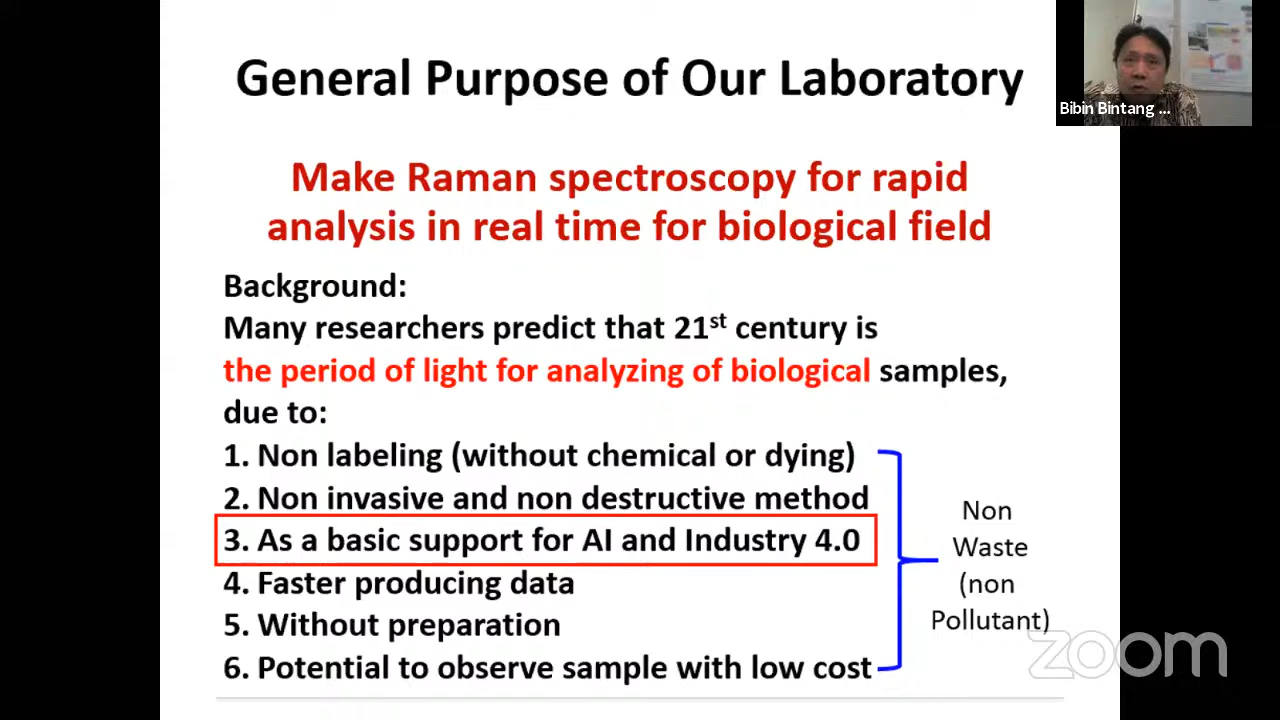 General Purpose of Our Laboratory
Bibin Bintang ...
Make Raman spectroscopy for rapid
analysis in real time for biological field
Background:
Many researchers predict that 21st century is
the period of light for analyzing of biological samples,
due to:
1. Non labeling (without chemical or dying)
2. Non invasive and non destructive method
3. As a basic support for AI and Industry 4.0
4. Faster producing data
5. Without preparation
6. Potential to observe sample with low cost
Non
Waste
(non
Pollutant)
zoom